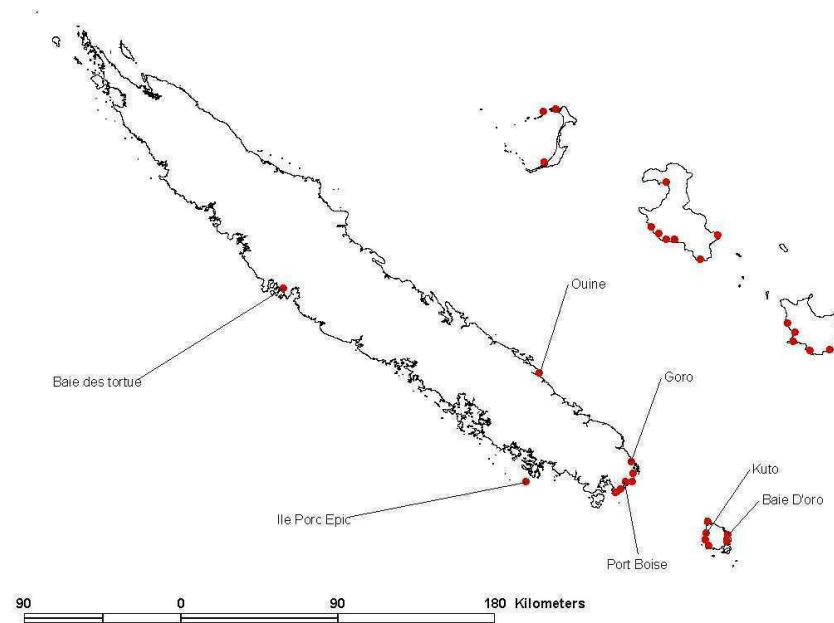 Ouine
Baie des tortue
Goro
Kuto
Baie D'oro
Ile Porc Epic
Port Boise
90 0 90 180 Kilometers